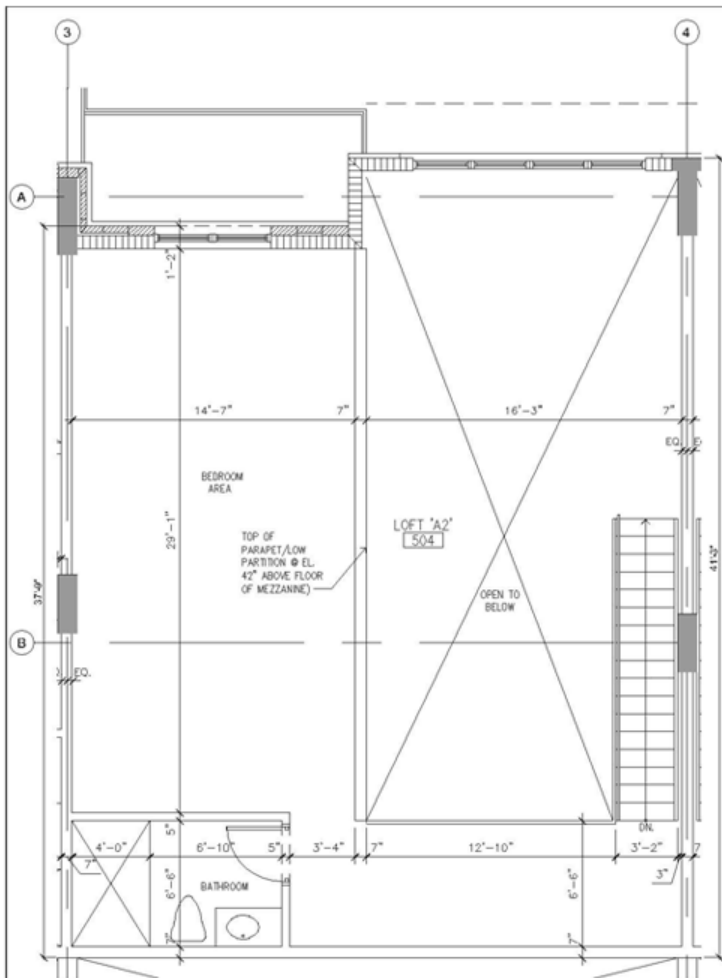 3
4
A
1'-2"
14'-7"
7"
16'-3"
7"
EQ.
BEDROOM
AREA
29'-1"
TOP OF
PARAPET/LOW
PARTITION @ EL.
42" ABOVE FLOOR
OF MEZZANINE)
LOFT 'A2'
504
OPEN TO
BELOW
37'-9"
41'-3"
B
EQ.
DN.
5"
4'-0"
6'-10"
5"
3'-4"
7"
12'-10"
3'-2"
7"
7"
3"
BATHROOM
6'-6"
6'-6"
7"
7"